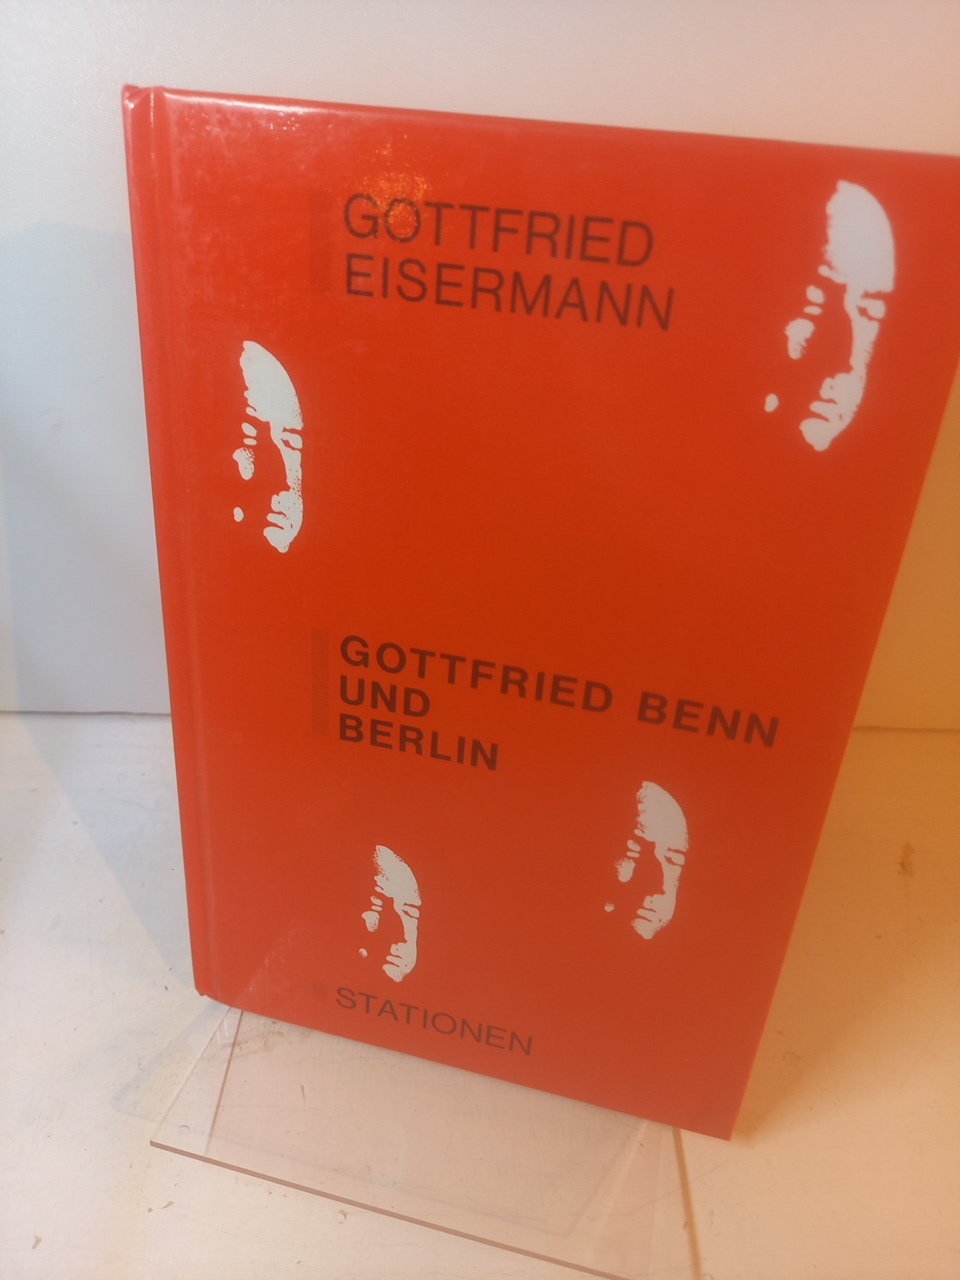 GOTTFRIED
EISERMANN
GOTTFRIED BENN
UND
BERLIN
STATIONEN